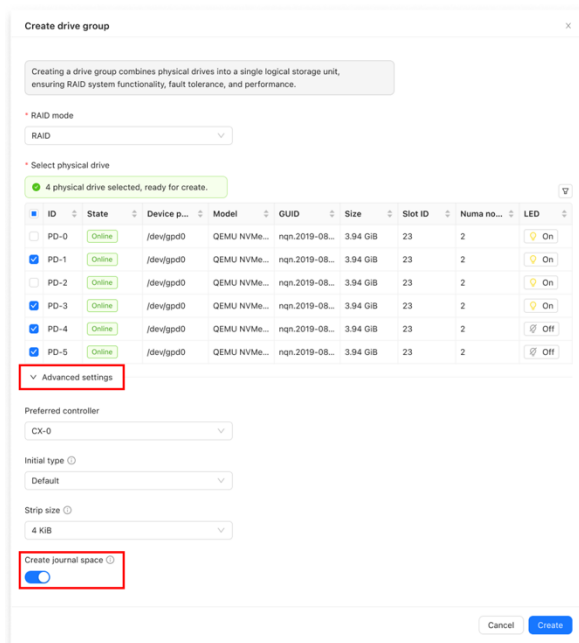 Create drive group
Creating a drive group combines physical drives into a single logical storage unit,
ensuring RAID system functionality, fault tolerance, and performance.
* RAID mode
RAID
* Select physical drive
4 physical drive selected, ready for create.
ID State Device p... Model GUID Size Slot ID Numa no... LED
PD-0 Online /dev/gpd0 QEMU NVMe... nqn.2019-08... 3.94 GiB 23 2 On
PD-1 Online /dev/gpd0 QEMU NVMe... nqn.2019-08... 3.94 GiB 23 2 On
PD-2 Online /dev/gpd0 QEMU NVMe... nqn.2019-08... 3.94 GiB 23 2 On
PD-3 Online /dev/gpd0 QEMU NVMe... nqn.2019-08... 3.94 GiB 23 2 On
PD-4 Online /dev/gpd0 QEMU NVMe... nqn.2019-08... 3.94 GiB 23 2 Off
PD-5 Online /dev/gpd0 QEMU NVMe... nqn.2019-08... 3.94 GiB 23 2 Off
Advanced settings
Preferred controller
CX-0
Initial type
Default
Strip size
4 KiB
Create journal space
Cancel Create